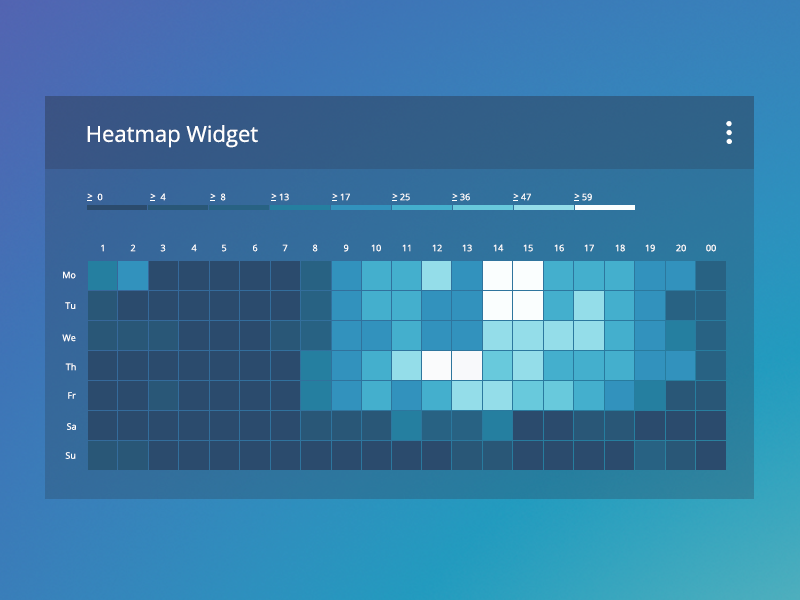 Heatmap Widget
≥ 0 ≥ 4 ≥ 8 ≥ 13 ≥ 17 ≥ 25 ≥ 36 ≥ 47 ≥ 59
1 2 3 4 5 6 7 8 9 10 11 12 13 14 15 16 17 18 19 20 00
Mo
Tu
We
Th
Fr
Sa
Su